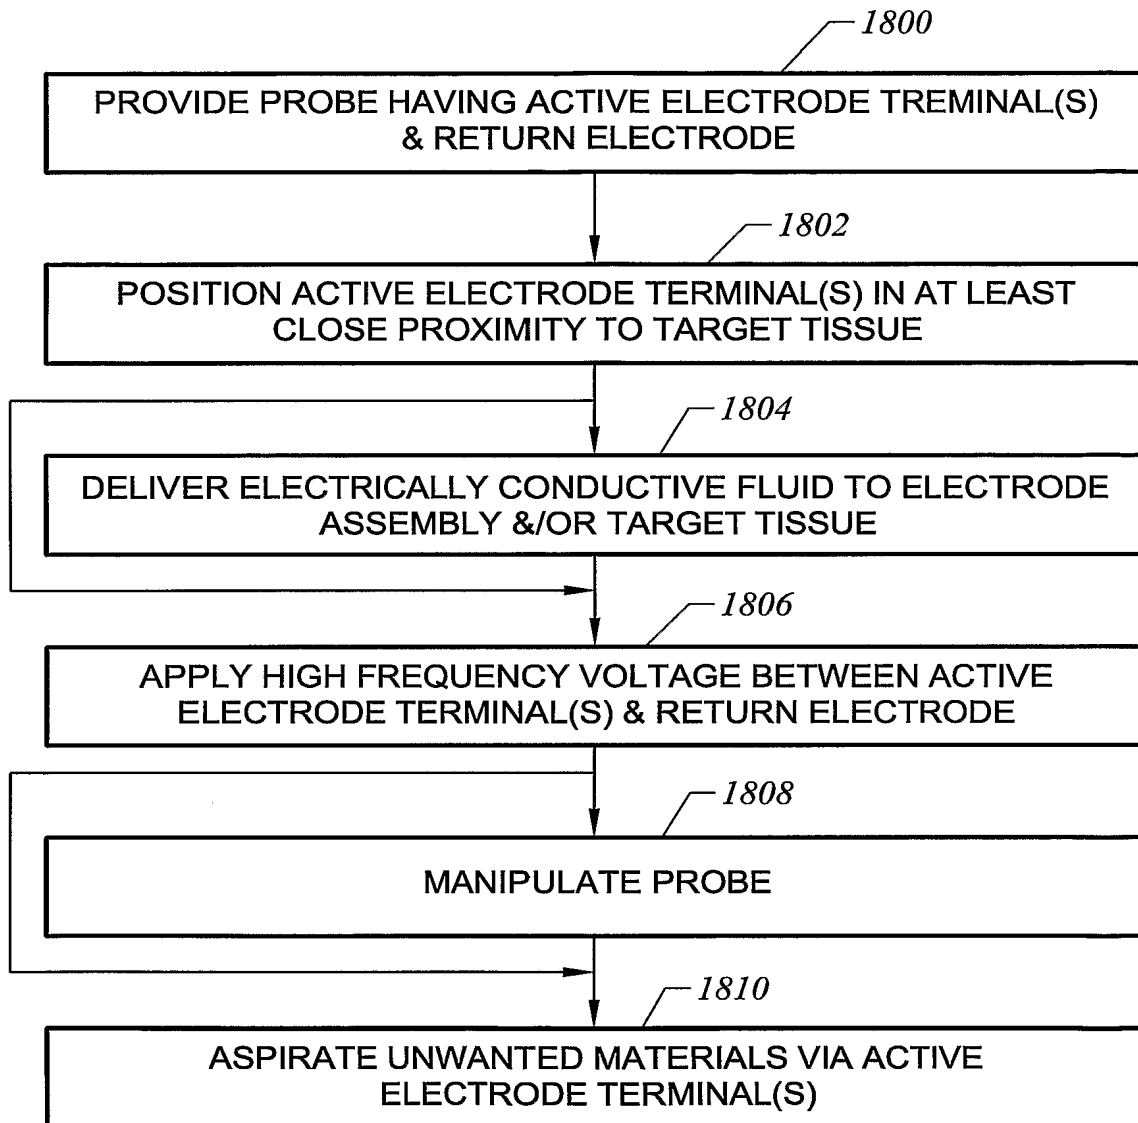 1800
PROVIDE PROBE HAVING ACTIVE ELECTRODE TREMINAL(S)
& RETURN ELECTRODE
1802
POSITION ACTIVE ELECTRODE TERMINAL(S) IN AT LEAST
CLOSE PROXIMITY TO TARGET TISSUE
1804
DELIVER ELECTRICALLY CONDUCTIVE FLUID TO ELECTRODE
ASSEMBLY &/OR TARGET TISSUE
1806
APPLY HIGH FREQUENCY VOLTAGE BETWEEN ACTIVE
ELECTRODE TERMINAL(S) & RETURN ELECTRODE
1808
MANIPULATE PROBE
1810
ASPIRATE UNWANTED MATERIALS VIA ACTIVE
ELECTRODE TERMINAL(S)